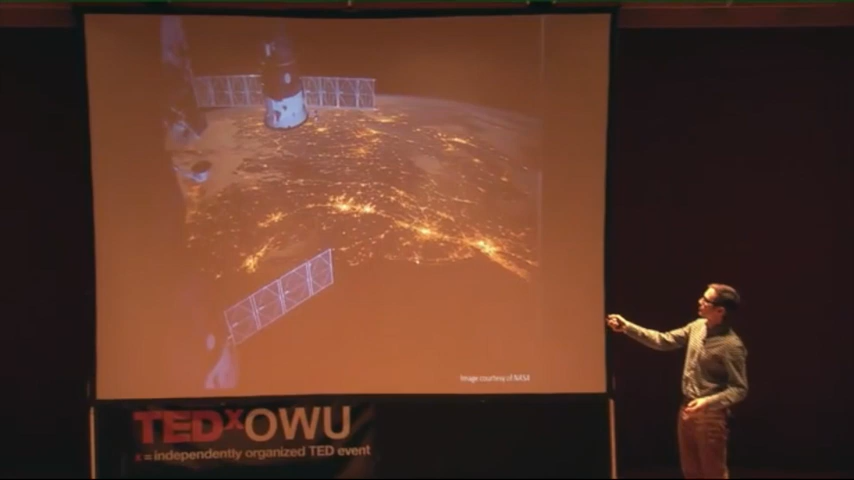 Image courtesy of NASA
TEDxOWU
x = independently organized TED event